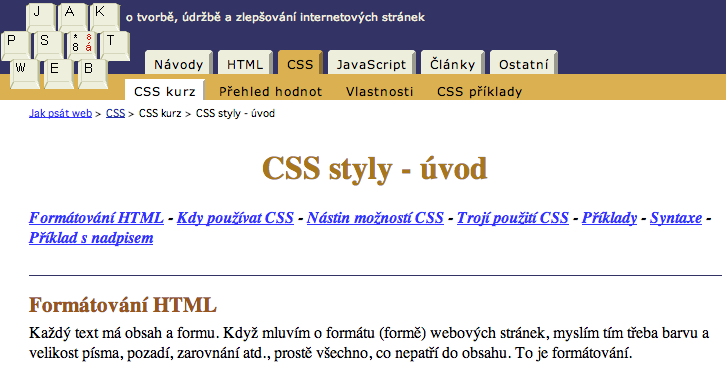 JAK
PS*8 8áT
WEB
o tvorbě, údržbě a zlepšování internetových stránek
Návody HTML CSS JavaScript Články Ostatní
CSS kurz Přehled hodnot Vlastnosti CSS příklady
Jak psát web > CSS > CSS kurz > CSS styly - úvod
CSS styly - úvod
Formátování HTML - Kdy používat CSS - Nástin možností CSS - Trojí použití CSS - Příklady - Syntaxe -
Příklad s nadpisem
Formátování HTML
Každý text má obsah a formu. Když mluvím o formátu (formě) webových stránek, myslím tím třeba barvu a
velikost písma, pozadí, zarovnání atd., prostě všechno, co nepatří do obsahu. To je formátování.